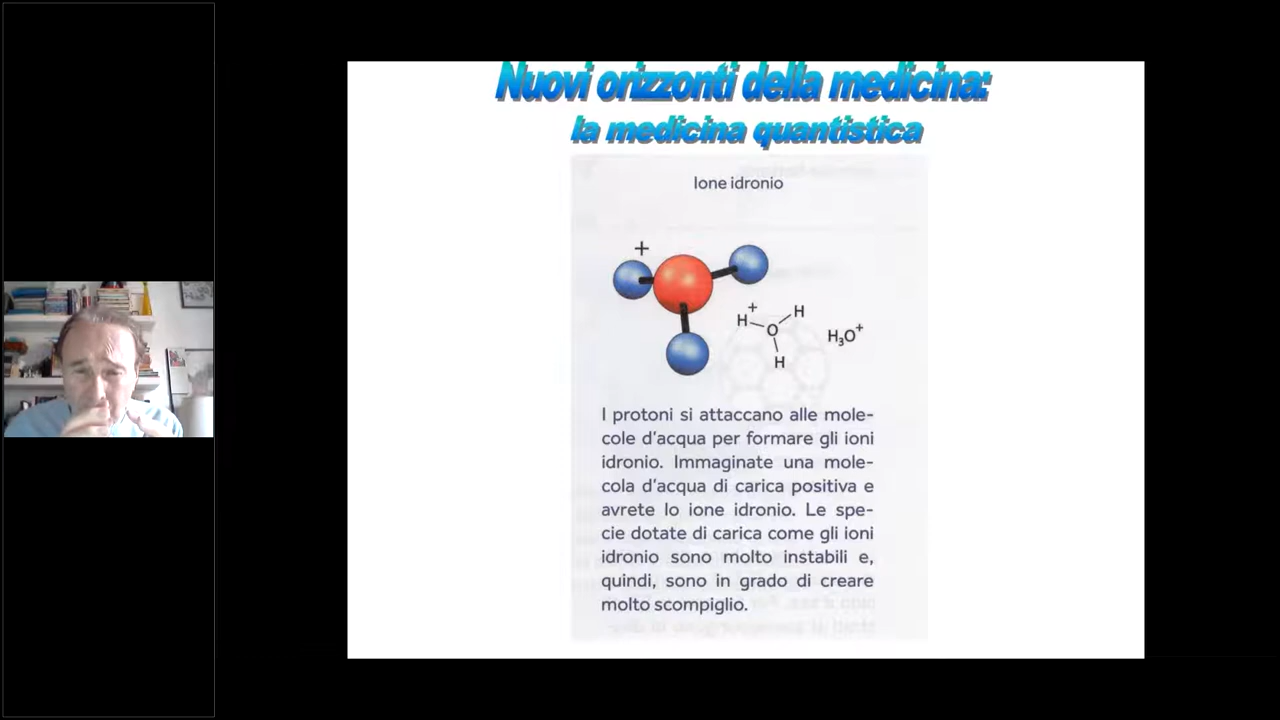 Nuovi orizzonti della medicina:
la medicina quantistica
Ione idronio
+
+
H
H
O
H
H₃O⁺
I protoni si attaccano alle mole-
cole d'acqua per formare gli ioni
idronio. Immaginate una mole-
cola d'acqua di carica positiva e
avrete lo ione idronio. Le spe-
cie dotate di carica come gli ioni
idronio sono molto instabili e,
quindi, sono in grado di creare
molto scompiglio.